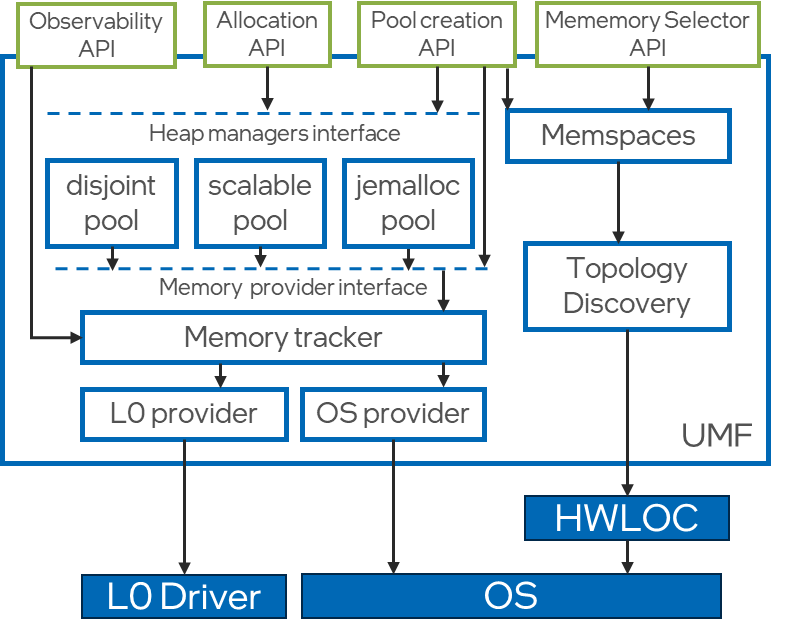 Observability
API
Allocation
API
Pool creation
API
Mememory Selector
API
Heap managers interface
Memspaces
disjoint
pool
scalable
pool
jemalloc
pool
Topology
Discovery
Memory provider interface
Memory tracker
L0 provider
OS provider
UMF
HWLOC
L0 Driver
OS